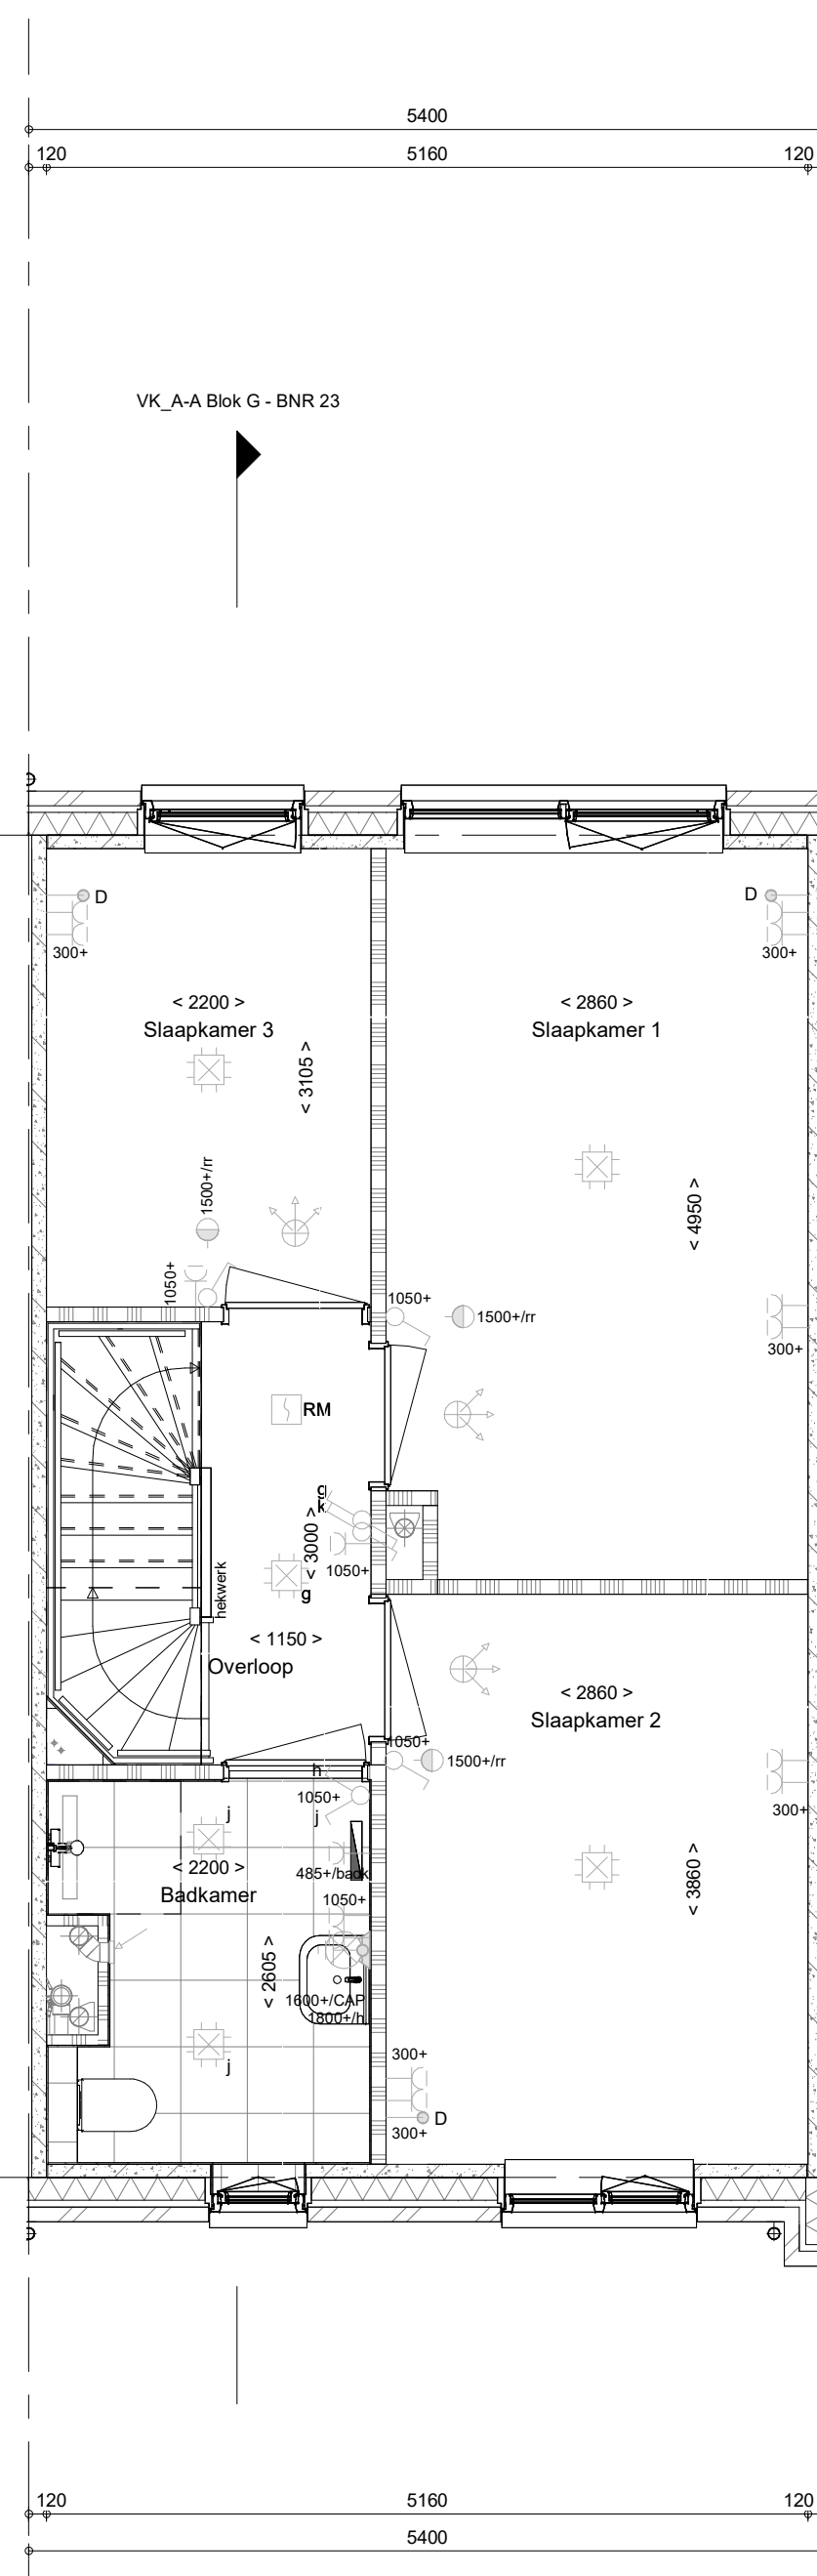 5400
120 5160 120
VK_A-A Blok G - BNR 23
D D
300+ 300+
< 2200 > < 2860 >
Slaapkamer 3 Slaapkamer 1
< 3105 >
1500+/rr
< 4950 >
1050+
1050+
1500+/rr
300+
RM
g
k
< 3000 >
1050+
g
hekwerk
< 1150 >
Overloop
< 2860 >
Slaapkamer 2
1050+
1500+/rr
h
1050+
j j
300+
< 2200 >
485+/badk
Badkamer
< 3860 >
1050+
< 2605 >
1600+/CAP
1800+/h
300+
j
D
300+
120 5160 120
5400